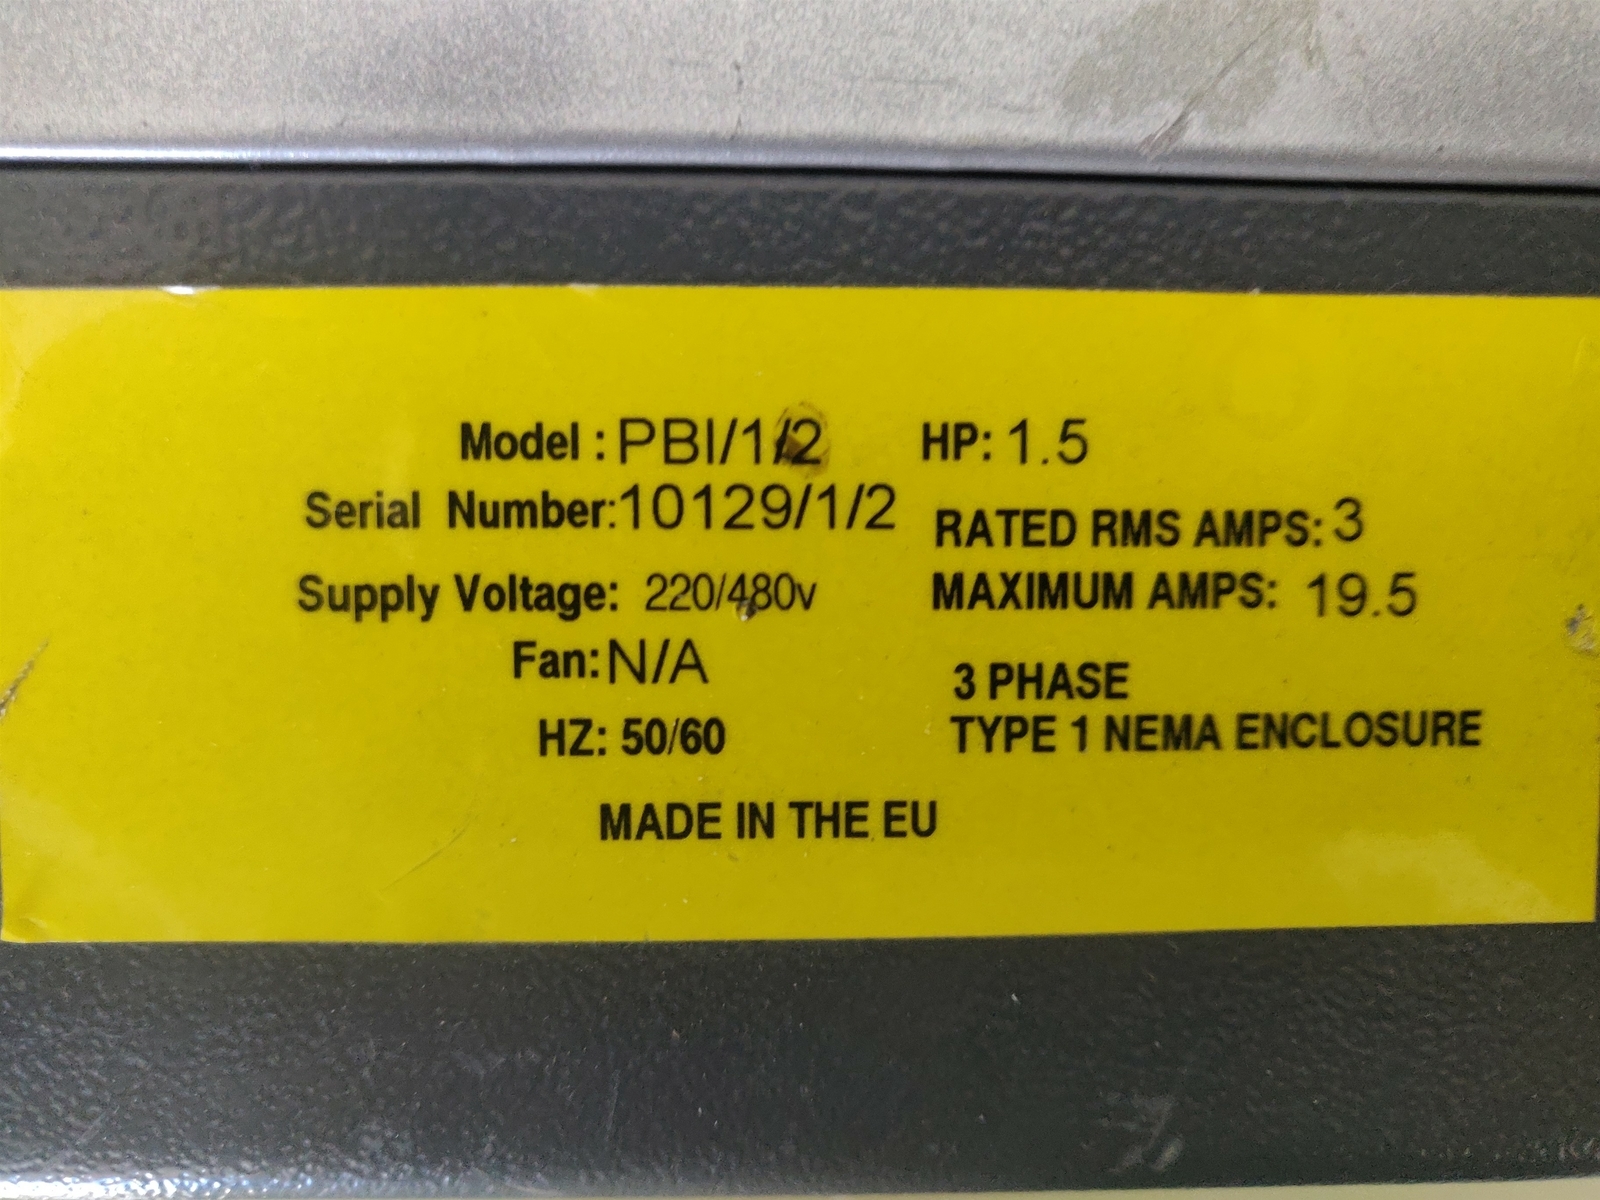 Model : PBI/1/2 HP: 1.5
Serial Number:10129/1/2 RATED RMS AMPS: 3
Supply Voltage: 220/480v MAXIMUM AMPS: 19.5
Fan: N/A 3 PHASE
HZ: 50/60 TYPE 1 NEMA ENCLOSURE
MADE IN THE EU